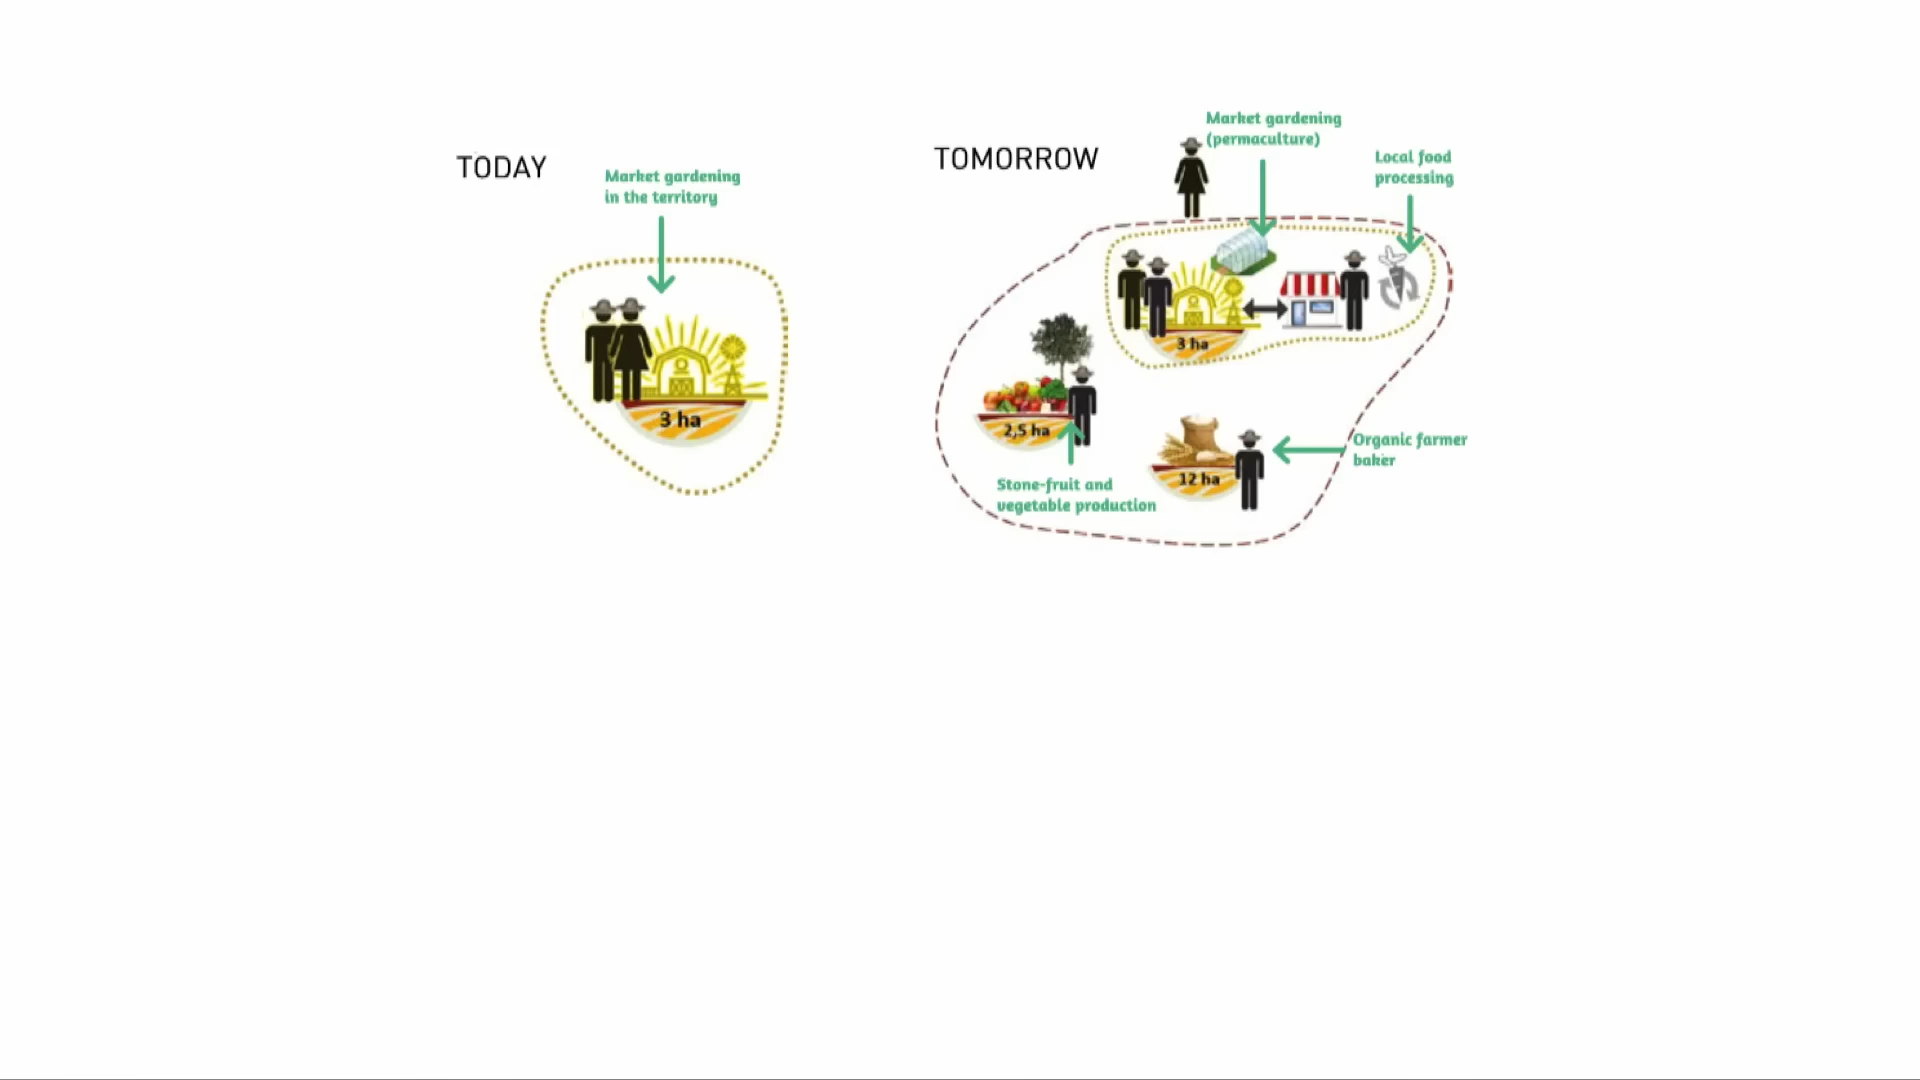 TODAY
Market gardening
in the territory
3 ha
TOMORROW
Market gardening
(permaculture)
Local food
processing
3 ha
2,5 ha
Stone-fruit and
vegetable production
12 ha
Organic farmer
baker